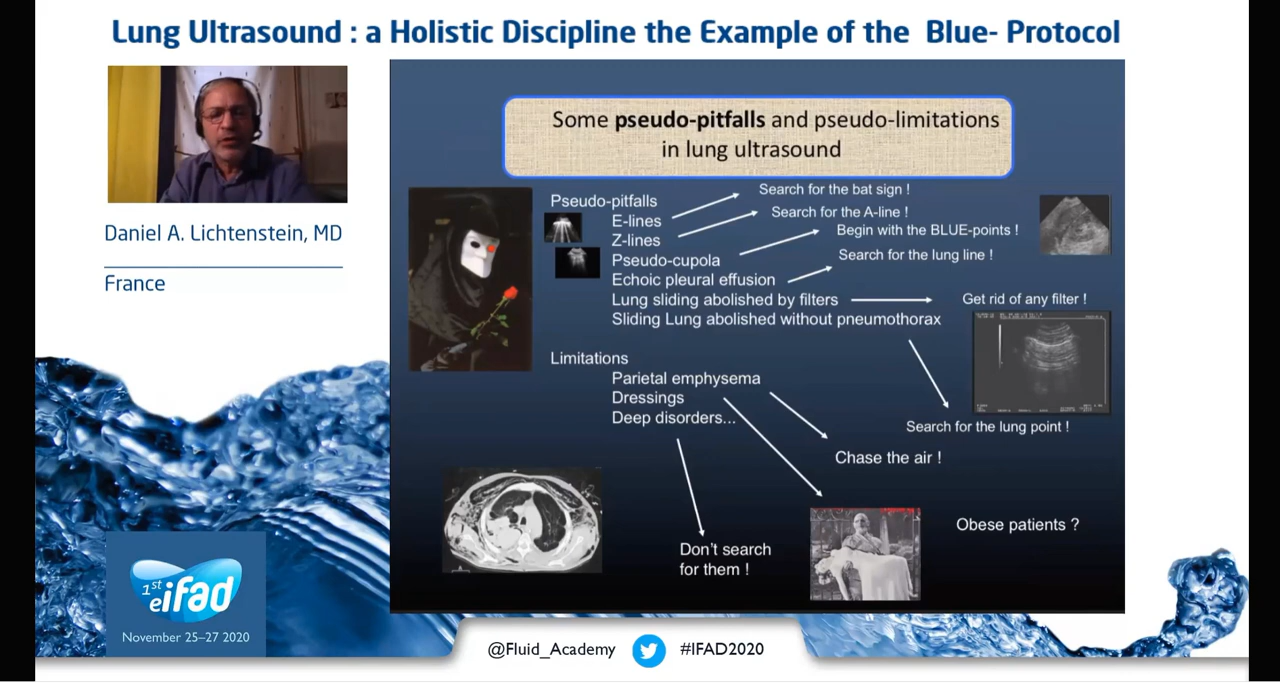 Lung Ultrasound : a Holistic Discipline the Example of the Blue- Protocol
Daniel A. Lichtenstein, MD
France
Some pseudo-pitfalls and pseudo-limitations
in lung ultrasound
Pseudo-pitfalls
E-lines
Z-lines
Pseudo-cupola
Echoic pleural effusion
Lung sliding abolished by filters
Sliding Lung abolished without pneumothorax
Search for the bat sign !
Search for the A-line !
Begin with the BLUE-points !
Search for the lung line !
Get rid of any filter !
Search for the lung point !
Limitations
Parietal emphysema
Dressings
Deep disorders...
Chase the air !
Don't search
for them !
Obese patients ?
1st
eifad
November 25–27 2020
@Fluid_Academy
#IFAD2020